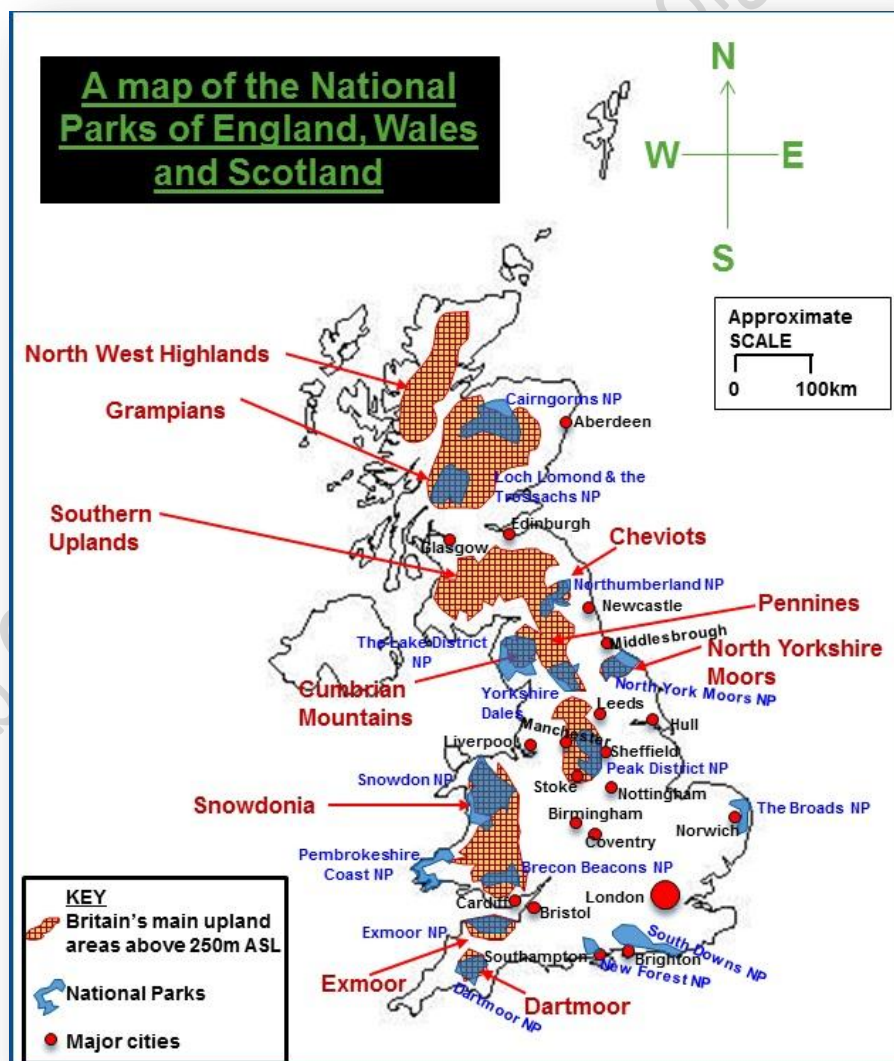 A map of the National
Parks of England, Wales
and Scotland
N
W
E
S
Approximate
SCALE
0
100km
North West Highlands
Grampians
Cairngorms NP
Aberdeen
Loch Lomond & the
Trossachs NP
Southern
Uplands
Edinburgh
Glasgow
Cheviots
Northumberland NP
Newcastle
Pennines
Middlesbrough
The Lake District
NP
North Yorkshire
Moors
Cumbrian
Mountains
Yorkshire
Dales
North York Moors NP
Leeds
Hull
Manchester
Liverpool
Sheffield
Peak District NP
Snowdon NP
Stoke
Nottingham
Snowdonia
The Broads NP
Birmingham
Norwich
Coventry
Pembrokeshire
Coast NP
Brecon Beacons NP
London
Cardiff
Bristol
Exmoor NP
South Downs NP
Southampton
Brighton
New Forest NP
Exmoor
Dartmoor NP
Dartmoor
KEY
Britain's main upland
areas above 250m ASL
National Parks
Major cities